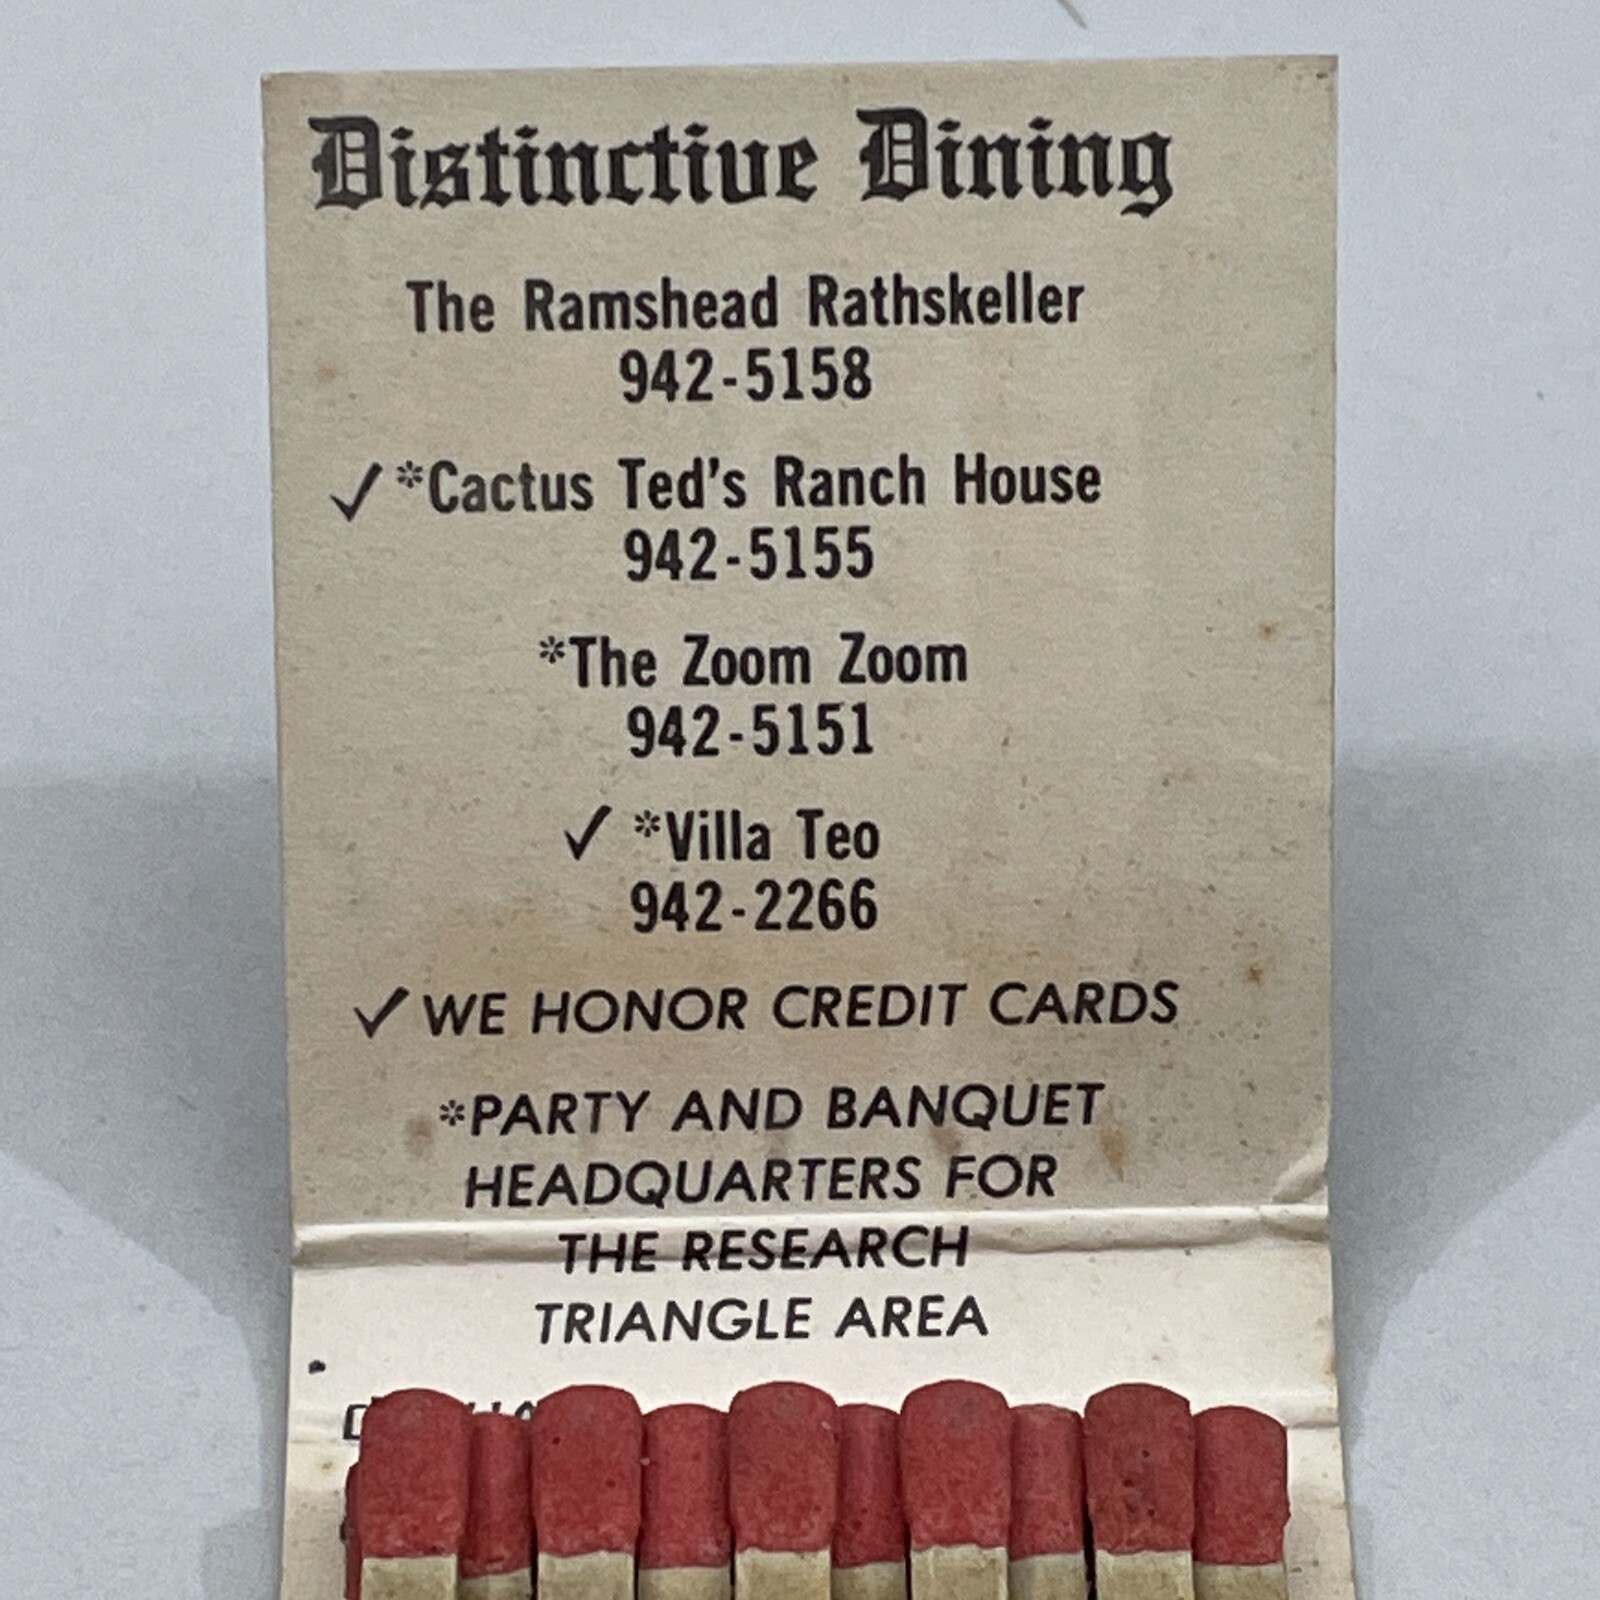 Distinctive Dining
The Ramshead Rathskeller
942-5158
✓ *Cactus Ted's Ranch House
942-5155
*The Zoom Zoom
942-5151
✓ *Villa Teo
942-2266
✓ WE HONOR CREDIT CARDS
*PARTY AND BANQUET
HEADQUARTERS FOR
THE RESEARCH
TRIANGLE AREA